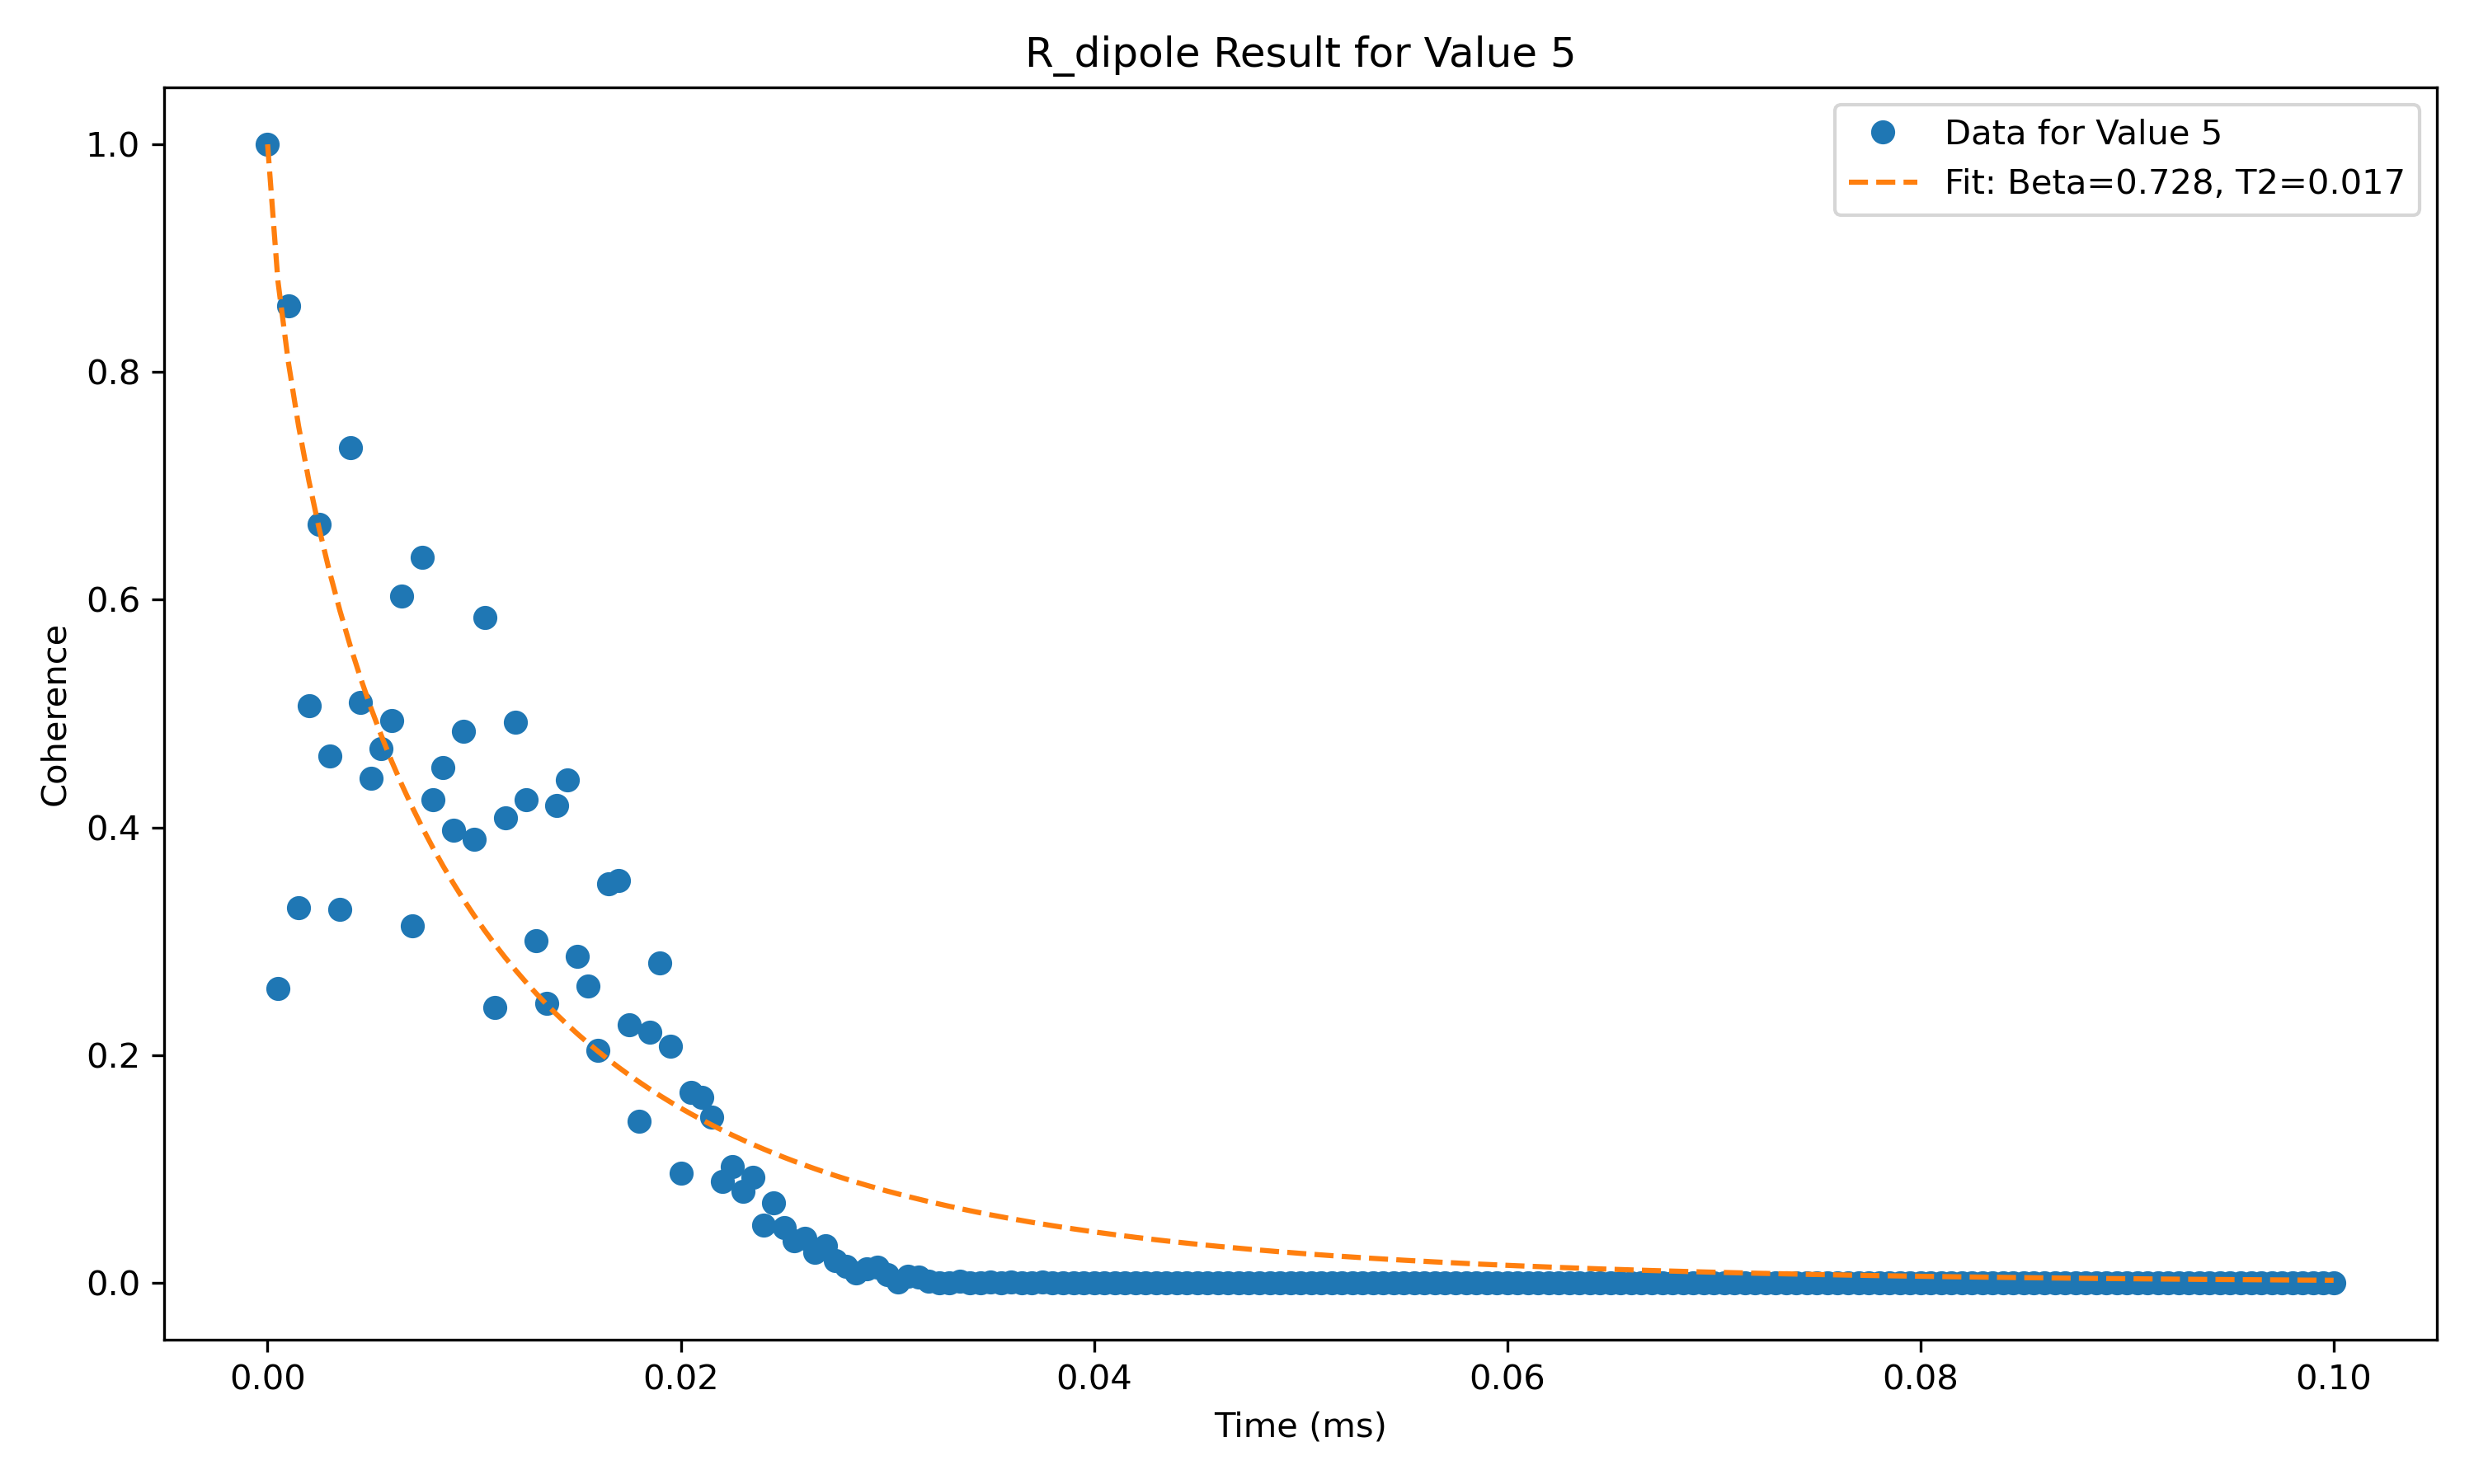 R_dipole Result for Value 5
Data for Value 5
Fit: Beta=0.728, T2=0.017
Coherence
1.0
0.8
0.6
0.4
0.2
0.0
0.00 0.02 0.04 0.06 0.08 0.10
Time (ms)